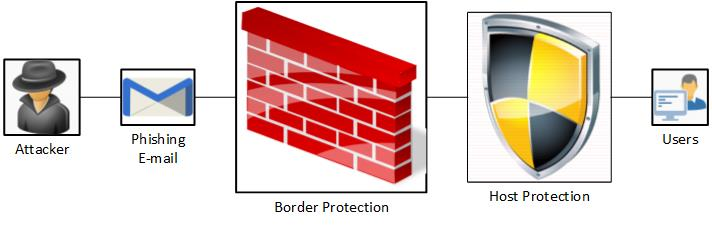 Attacker
Phishing
E-mail
Border Protection
Host Protection
Users